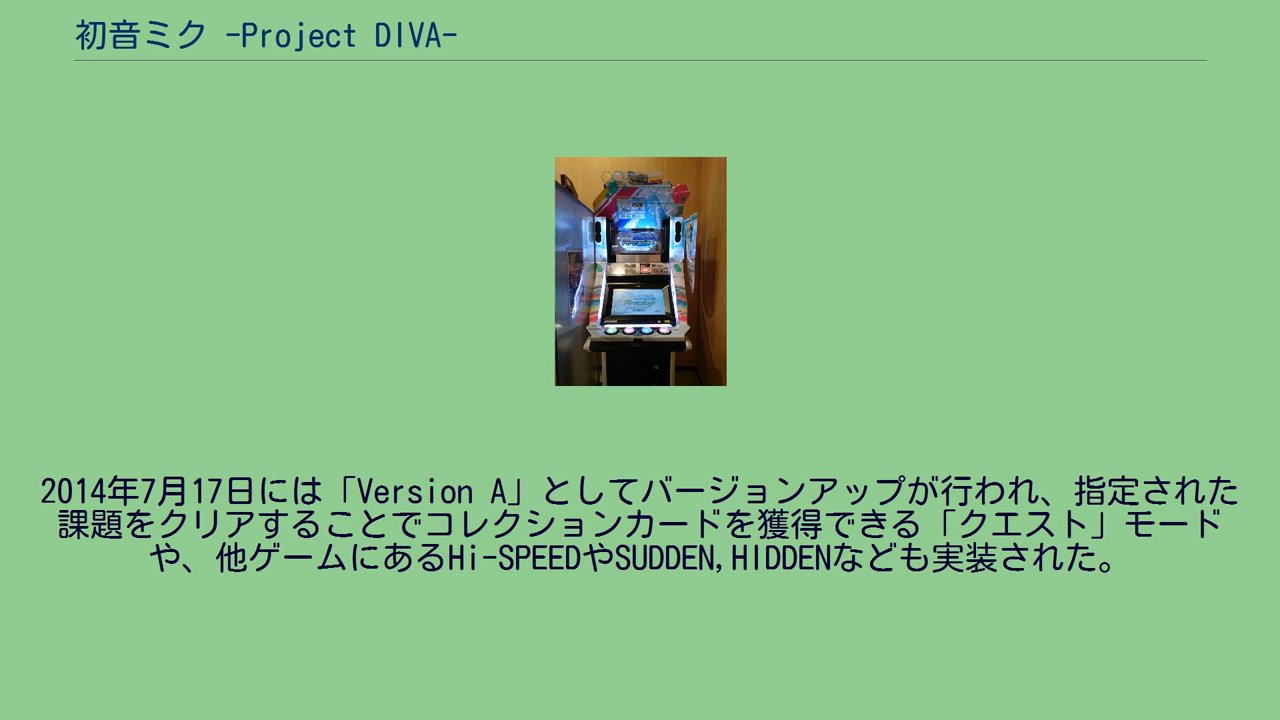 初音ミク -Project DIVA-
2014年7月17日には「Version A」としてバージョンアップが行われ、指定された
課題をクリアすることでコレクションカードを獲得できる「クエスト」モード
や、他ゲームにあるHi-SPEEDやSUDDEN,HIDDENなども実装された。